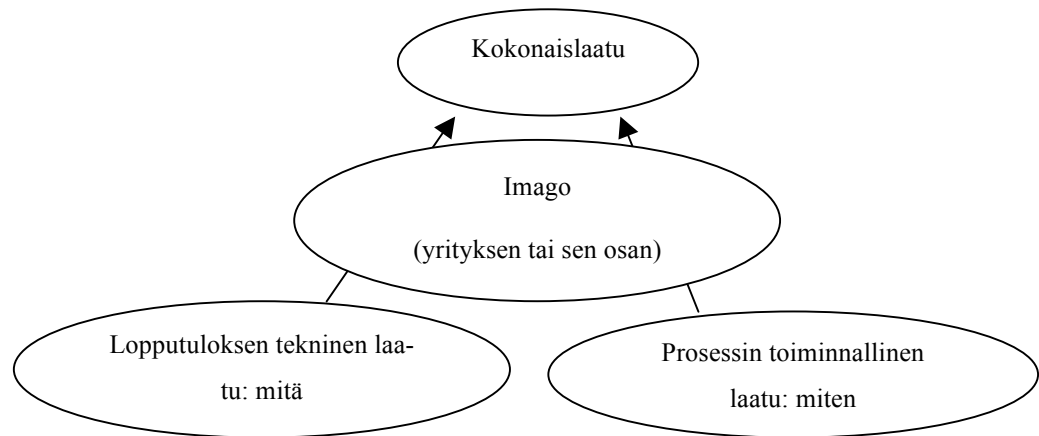 Kokonaislaatu
Imago
(yrityksen tai sen osan)
Lopputuloksen tekninen laa-
tu: mitä
Prosessin toiminnallinen
laatu: miten